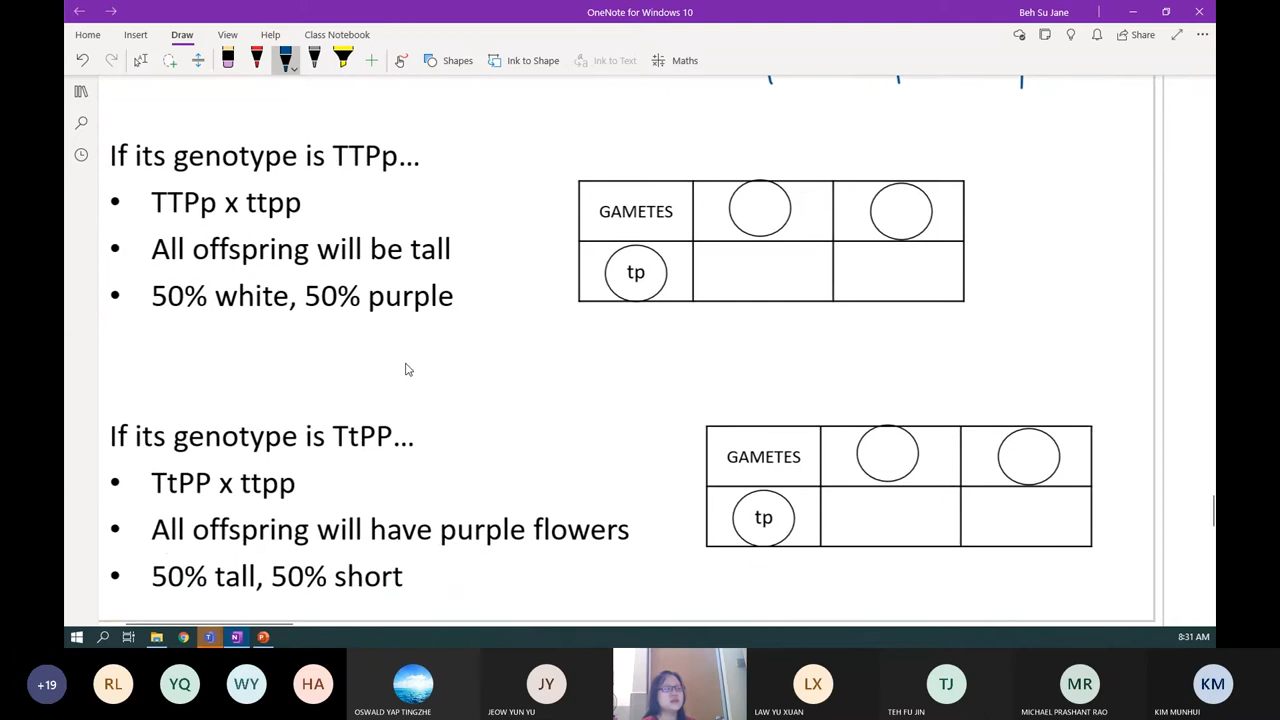 OneNote for Windows 10
Beh Su Jane
Home Insert Draw View Help Class Notebook
Share
Shapes Ink to Shape Ink to Text Maths
If its genotype is TTPp...
• TTPp x ttpp
• All offspring will be tall
• 50% white, 50% purple
GAMETES
tp
If its genotype is TtPP...
• TtPP x ttpp
• All offspring will have purple flowers
• 50% tall, 50% short
GAMETES
tp
8:31 AM
+19 RL YQ WY HA JY LX TJ MR KM
OSWALD YAP TINGZHE JEOW YUN YU LAW YU XUAN TEH FU JIN MICHAEL PRASHANT RAO KIM MUNHUI